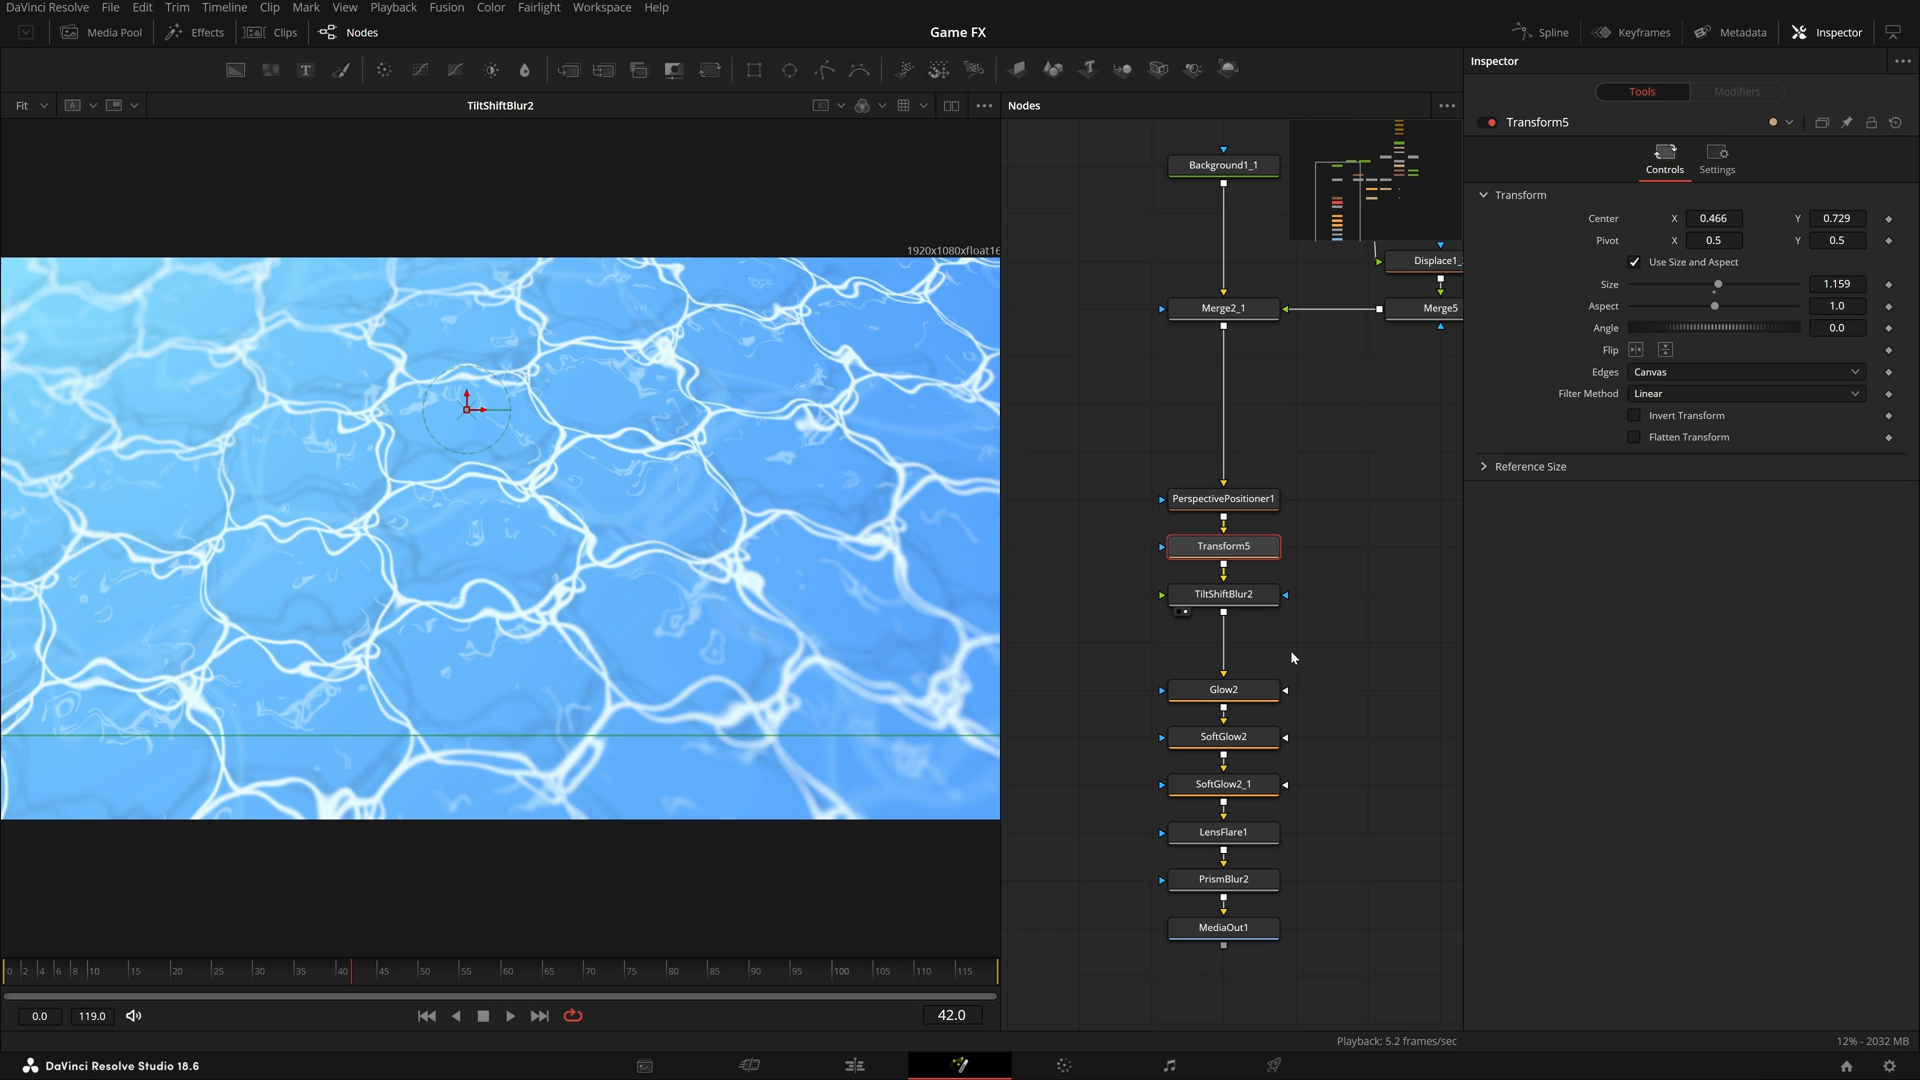 DaVinci Resolve File Edit Trim Timeline Clip Mark View Playback Fusion Color Fairlight Workspace Help
Media Pool Effects Clips Nodes Game FX Spline Keyframes Metadata Inspector
Inspector
Fit A TiltShiftBlur2 Nodes
Tools Modifiers
Transform5
Controls Settings
Transform
Center X 0.466 Y 0.729
Pivot X 0.5 Y 0.5
Use Size and Aspect
Size 1.159
Aspect 1.0
Angle 0.0
Flip
Edges Canvas
Filter Method Linear
Invert Transform
Flatten Transform
Reference Size
1920x1080xfloat16
Background1_1
Displace1_
Merge2_1 Merge5
PerspectivePositioner1
Transform5
TiltShiftBlur2
Glow2
SoftGlow2
SoftGlow2_1
LensFlare1
PrismBlur2
MediaOut1
0 2 4 6 8 10 15 20 25 30 35 40 45 50 55 60 65 70 75 80 85 90 95 100 105 110 115
0.0 119.0 42.0
Playback: 5.2 frames/sec 12% - 2032 MB
DaVinci Resolve Studio 18.6